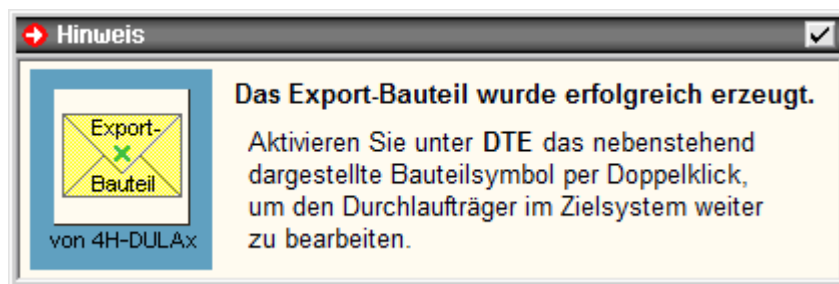 Hinweis
Export-
Bauteil
von 4H-DULAx
Das Export-Bauteil wurde erfolgreich erzeugt.
Aktivieren Sie unter DTE das nebenstehend
dargestellte Bauteilsymbol per Doppelklick,
um den Durchlaufträger im Zielsystem weiter
zu bearbeiten.